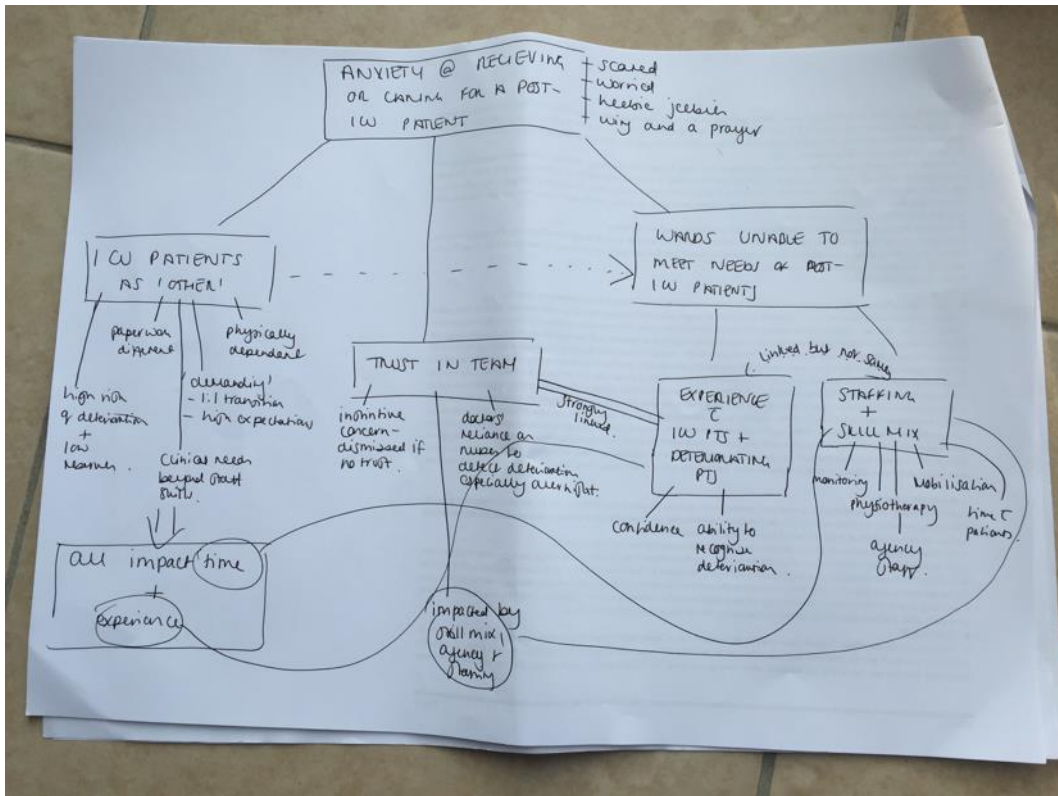 ANXIETY @ RECIEVING
OR CARING FOR A POST-
ICU PATIENT
scared
worried
heebie jeebies
wing and a prayer
ICU PATIENTS
AS 'OTHER'
WARDS UNABLE TO
MEET NEEDS OF POST-
ICU PATIENTS
paperwork
different
physically
dependent
high risk
of deterioration
+
low
reserves.
'demanding'
- 1:1 transition
- high expectations
clinical needs
beyond staff
skills.
TRUST IN TEAM
instinctive
concern -
dismissed if
no trust.
doctors'
reliance on
nurses to
detect deterioration
especially overnight.
strongly
linked.
linked but not same
EXPERIENCE
C
ICU PTS +
DETERIORATING
PTS
STAFFING
+
SKILL MIX
confidence
ability to
recognise
deterioration.
monitoring
physiotherapy
Mobilisation
agency
staff.
time C
patients.
all impact time
+
experience
impacted by
skill mix,
agency +
staffing